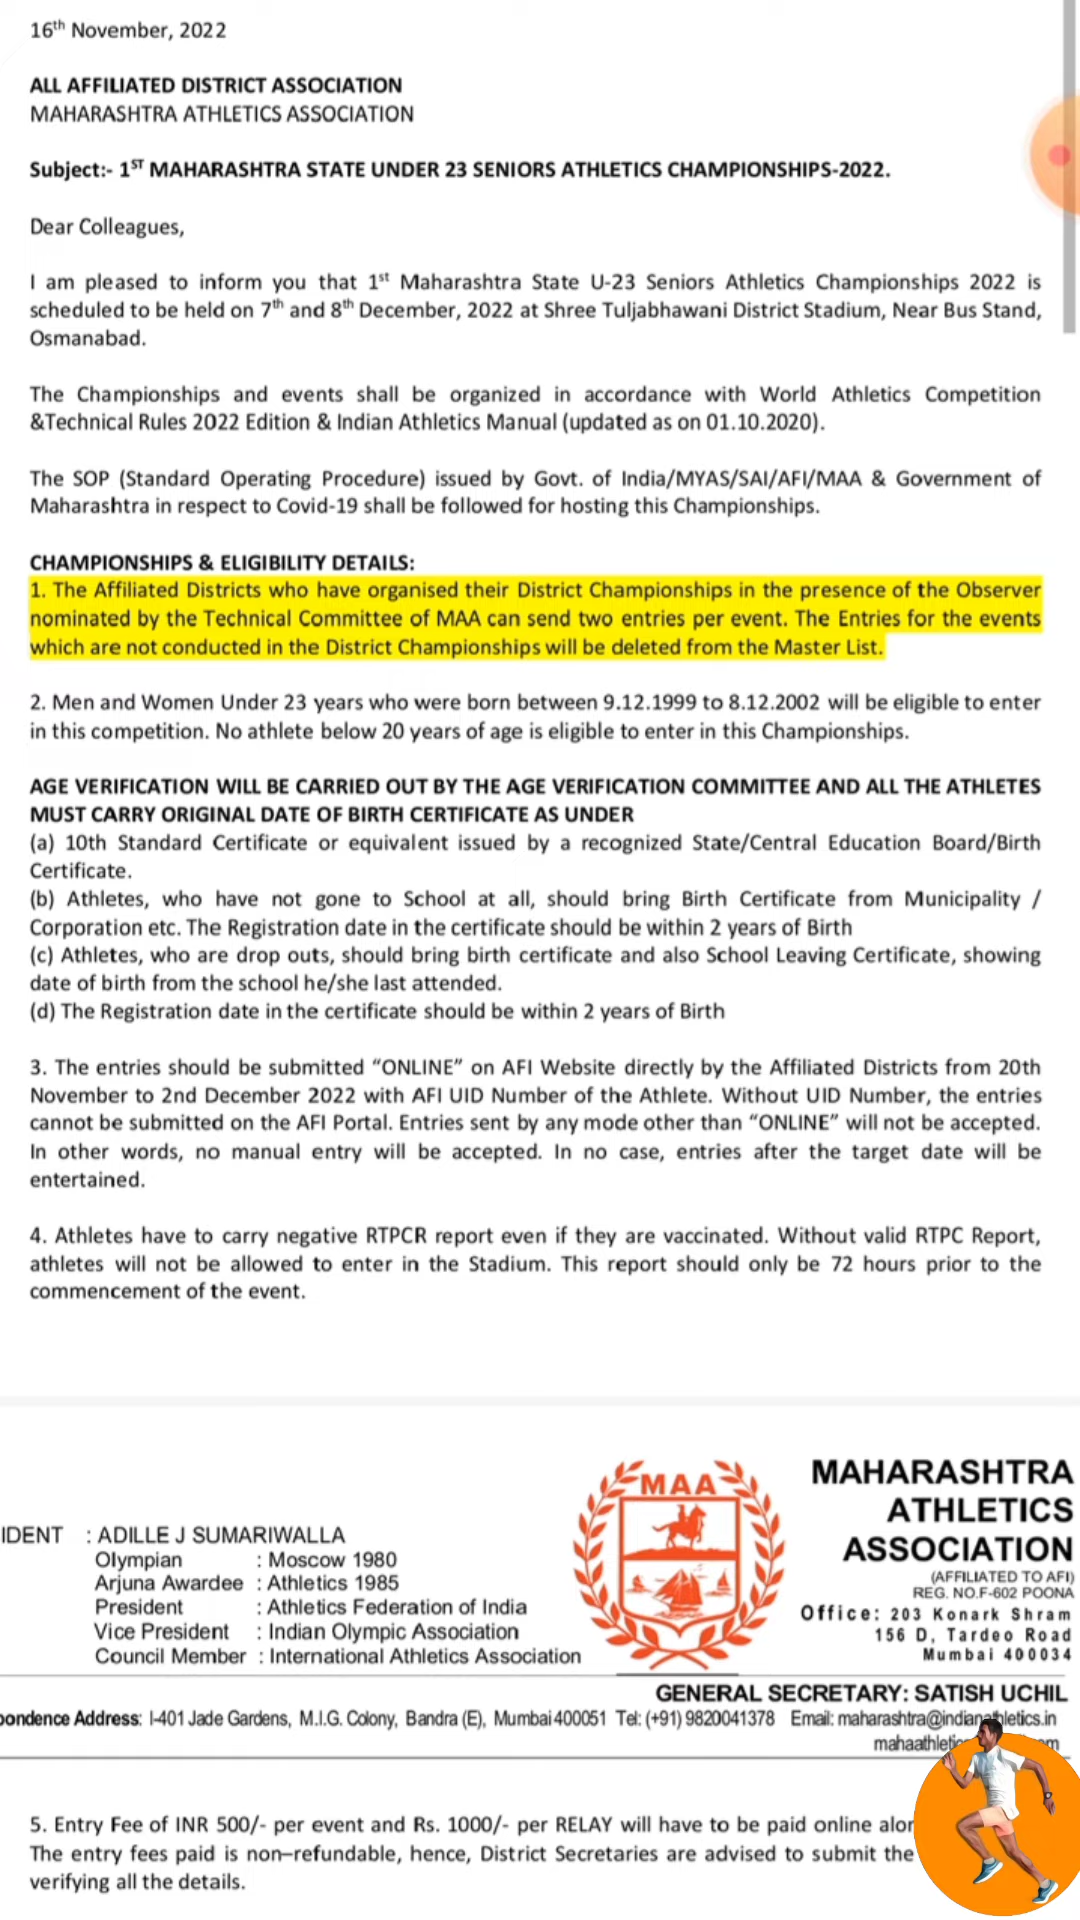 16th November, 2022
ALL AFFILIATED DISTRICT ASSOCIATION
MAHARASHTRA ATHLETICS ASSOCIATION
Subject:- 1ST MAHARASHTRA STATE UNDER 23 SENIORS ATHLETICS CHAMPIONSHIPS-2022.
Dear Colleagues,
I am pleased to inform you that 1st Maharashtra State U-23 Seniors Athletics Championships 2022 is
scheduled to be held on 7th and 8th December, 2022 at Shree Tuljabhawani District Stadium, Near Bus Stand,
Osmanabad.
The Championships and events shall be organized in accordance with World Athletics Competition
&Technical Rules 2022 Edition & Indian Athletics Manual (updated as on 01.10.2020).
The SOP (Standard Operating Procedure) issued by Govt. of India/MYAS/SAI/AFI/MAA & Government of
Maharashtra in respect to Covid-19 shall be followed for hosting this Championships.
CHAMPIONSHIPS & ELIGIBILITY DETAILS:
1. The Affiliated Districts who have organised their District Championships in the presence of the Observer
nominated by the Technical Committee of MAA can send two entries per event. The Entries for the events
which are not conducted in the District Championships will be deleted from the Master List.
2. Men and Women Under 23 years who were born between 9.12.1999 to 8.12.2002 will be eligible to enter
in this competition. No athlete below 20 years of age is eligible to enter in this Championships.
AGE VERIFICATION WILL BE CARRIED OUT BY THE AGE VERIFICATION COMMITTEE AND ALL THE ATHLETES
MUST CARRY ORIGINAL DATE OF BIRTH CERTIFICATE AS UNDER
(a) 10th Standard Certificate or equivalent issued by a recognized State/Central Education Board/Birth
Certificate.
(b) Athletes, who have not gone to School at all, should bring Birth Certificate from Municipality /
Corporation etc. The Registration date in the certificate should be within 2 years of Birth
(c) Athletes, who are drop outs, should bring birth certificate and also School Leaving Certificate, showing
date of birth from the school he/she last attended.
(d) The Registration date in the certificate should be within 2 years of Birth
3. The entries should be submitted “ONLINE” on AFI Website directly by the Affiliated Districts from 20th
November to 2nd December 2022 with AFI UID Number of the Athlete. Without UID Number, the entries
cannot be submitted on the AFI Portal. Entries sent by any mode other than “ONLINE” will not be accepted.
In other words, no manual entry will be accepted. In no case, entries after the target date will be
entertained.
4. Athletes have to carry negative RTPCR report even if they are vaccinated. Without valid RTPC Report,
athletes will not be allowed to enter in the Stadium. This report should only be 72 hours prior to the
commencement of the event.
IDENT : ADILLE J SUMARIWALLA
Olympian : Moscow 1980
Arjuna Awardee : Athletics 1985
President : Athletics Federation of India
Vice President : Indian Olympic Association
Council Member : International Athletics Association
MAA
MAHARASHTRA
ATHLETICS
ASSOCIATION
(AFFILIATED TO AFI)
REG. NO.F-602 POONA
Office: 203 Konark Shram
156 D, Tardeo Road
Mumbai 400034
GENERAL SECRETARY: SATISH UCHIL
pondence Address: I-401 Jade Gardens, M.I.G. Colony, Bandra (E), Mumbai 400051 Tel: (+91) 9820041378 Email: maharashtra@indianathletics.in
5. Entry Fee of INR 500/- per event and Rs. 1000/- per RELAY will have to be paid online
The entry fees paid is non-refundable, hence, District Secretaries are advised to submit the
verifying all the details.